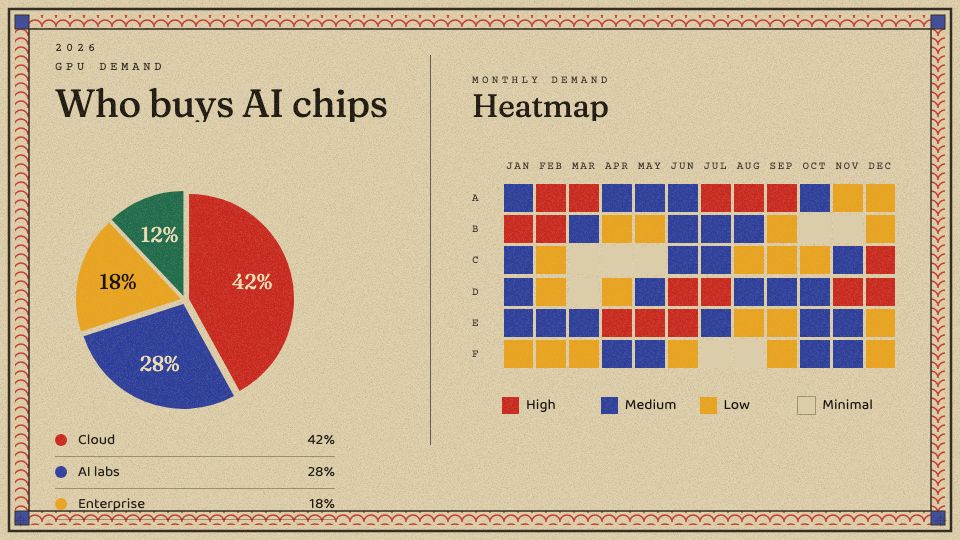 2026
GPU DEMAND
Who buys AI chips
12%
42%
18%
28%
Cloud 42%
AI labs 28%
Enterprise 18%
MONTHLY DEMAND
Heatmap
JAN FEB MAR APR MAY JUN JUL AUG SEP OCT NOV DEC
A
B
C
D
E
F
High Medium Low Minimal